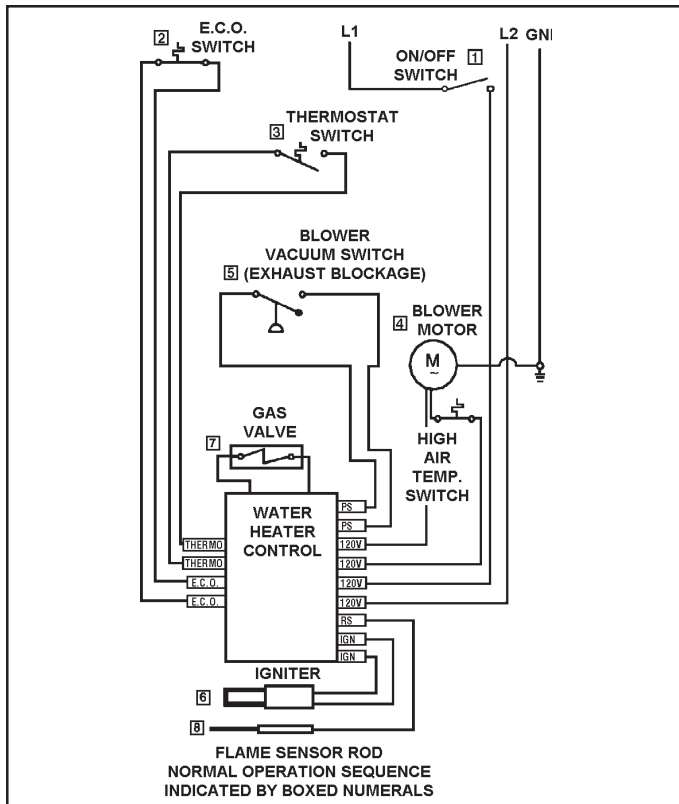 2
E.C.O.
SWITCH
L1
L2
ON/OFF
SWITCH
1
THERMOSTAT
SWITCH
3
BLOWER
VACUUM SWITCH
5 (EXHAUST BLOCKAGE)
4
BLOWER
MOTOR
M
~
GAS
VALVE
7
HIGH
AIR
TEMP.
SWITCH
WATER
HEATER
CONTROL
THERMO
THERMO
E.C.O.
E.C.O.
PS
PS
120V
120V
120V
120V
RS
IGN
IGN
IGNITER
6
8
FLAME SENSOR ROD
NORMAL OPERATION SEQUENCE
INDICATED BY BOXED NUMERALS